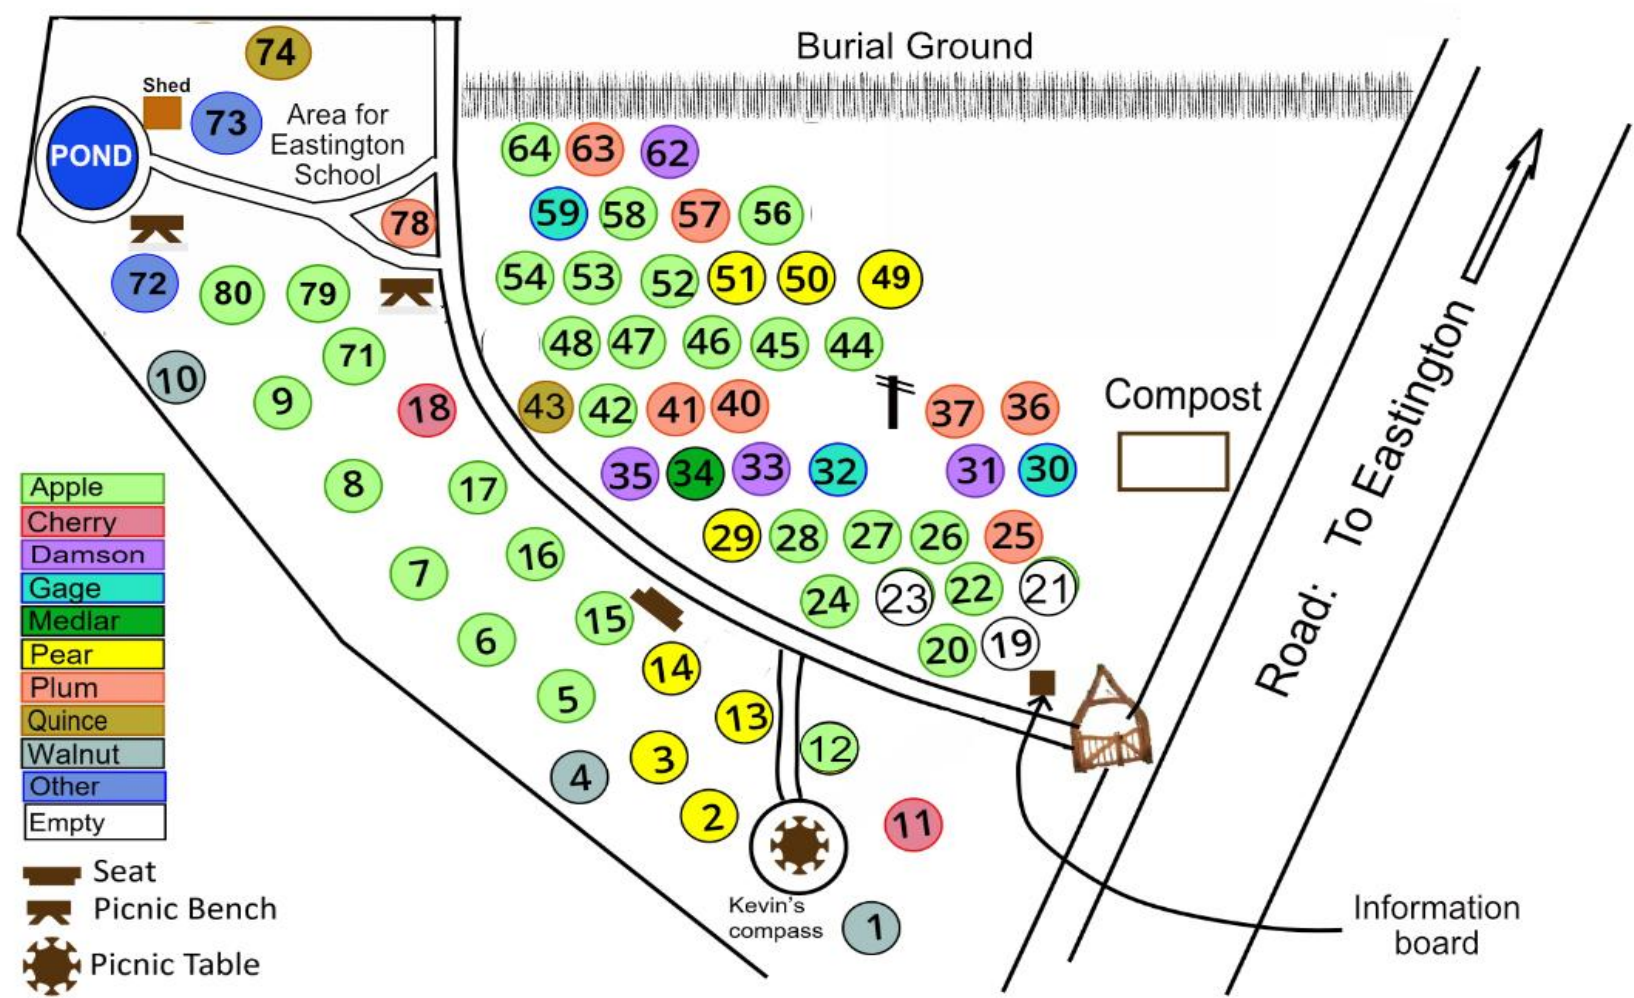 Burial Ground
74
Shed
73
Area for
Eastington
School
POND
64 63 62
59 58 57 56
78
54 53 52 51 50 49
72 80 79
48 47 46 45 44
71
10
9
18
43 42 41 40
37 36
Compost
35 34 33 32
31 30
8
17
29 28 27 26 25
16
7
24 23 22 21
15
6
20 19
14
5
13
12
3
4
2
11
1
Kevin's
compass
Road: To Eastington
Information
board
Apple
Cherry
Damson
Gage
Medlar
Pear
Plum
Quince
Walnut
Other
Empty
Seat
Picnic Bench
Picnic Table